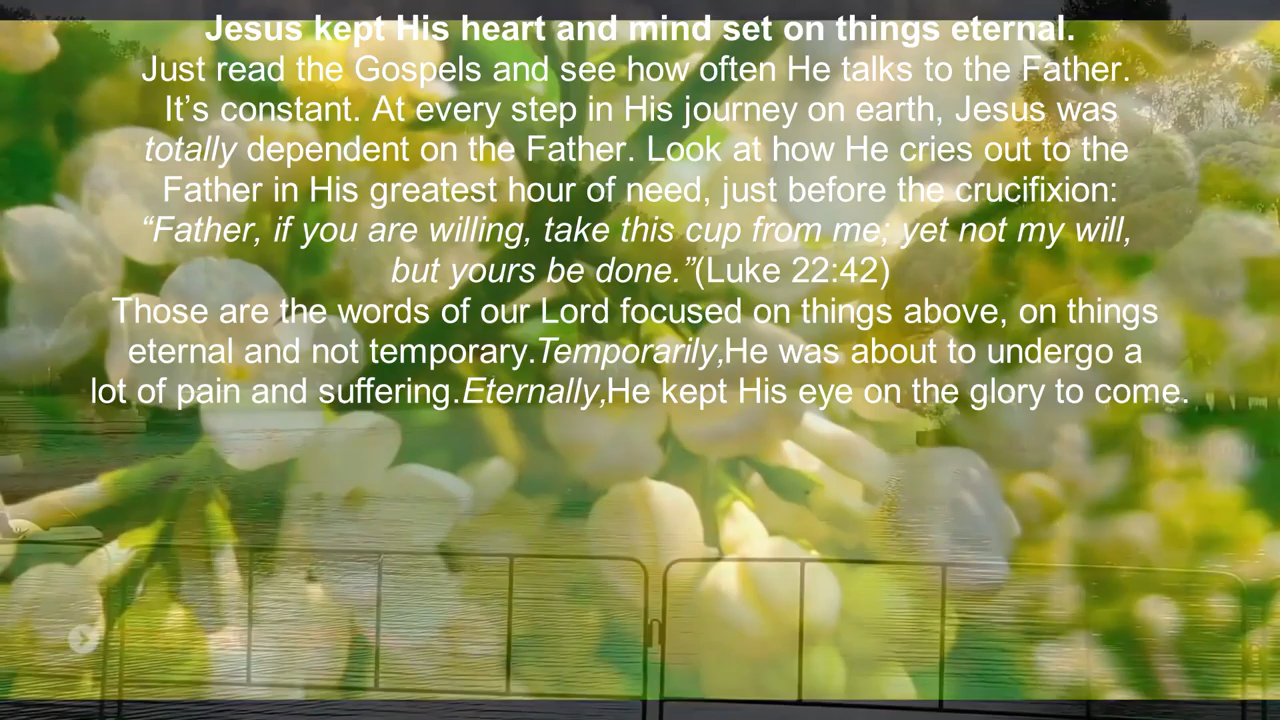 Jesus kept His heart and mind set on things eternal.
Just read the Gospels and see how often He talks to the Father.
It’s constant. At every step in His journey on earth, Jesus was
totally dependent on the Father. Look at how He cries out to the
Father in His greatest hour of need, just before the crucifixion:
“Father, if you are willing, take this cup from me; yet not my will,
but yours be done.”(Luke 22:42)
Those are the words of our Lord focused on things above, on things
eternal and not temporary.Temporarily,He was about to undergo a
lot of pain and suffering.Eternally,He kept His eye on the glory to come.